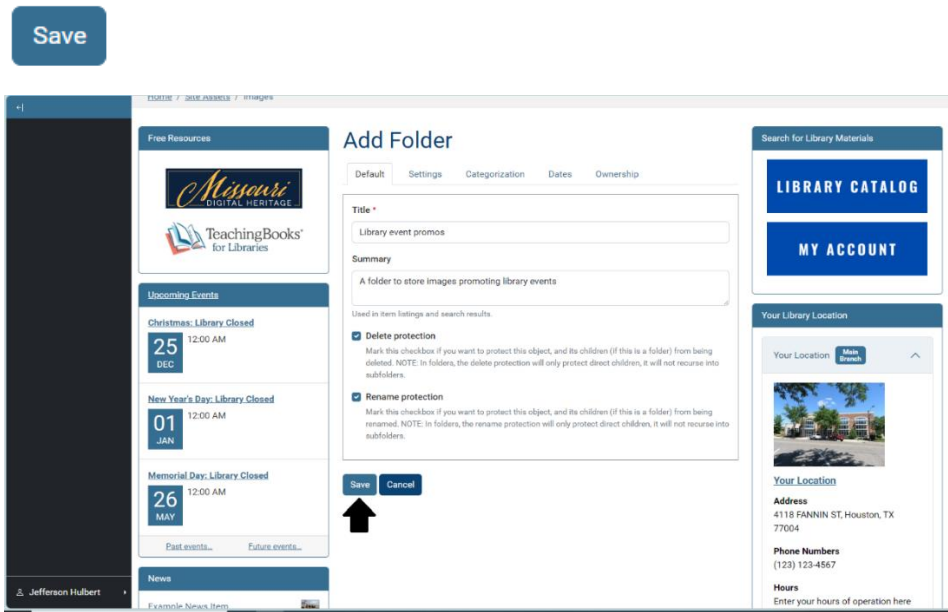 Save
Home / Site Assets / Images
Free Resources
Missouri
DIGITAL HERITAGE
TeachingBooks
for Libraries
Upcoming Events
Christmas: Library Closed
25
DEC
12:00 AM
New Year's Day: Library Closed
01
JAN
12:00 AM
Memorial Day: Library Closed
26
MAY
12:00 AM
Past events…
Future events…
News
Example News Item
Jefferson Hulbert
Add Folder
Default
Settings
Categorization
Dates
Ownership
Title
Library event promos
Summary
A folder to store images promoting library events
Used in item listings and search results.
Delete protection
Mark this checkbox if you want to protect this object, and its children (if this is a folder) from being
deleted. NOTE: In folders, the delete protection will only protect direct children, it will not recurse into
subfolders.
Rename protection
Mark this checkbox if you want to protect this object, and its children (if this is a folder) from being
renamed. NOTE: In folders, the rename protection will only protect direct children, it will not recurse into
subfolders.
Save
Cancel
Search for Library Materials
LIBRARY CATALOG
MY ACCOUNT
Your Library Location
Your Location
Main
Branch
Your Location
Address
4118 FANNIN ST, Houston, TX
77004
Phone Numbers
(123) 123-4567
Hours
Enter your hours of operation here